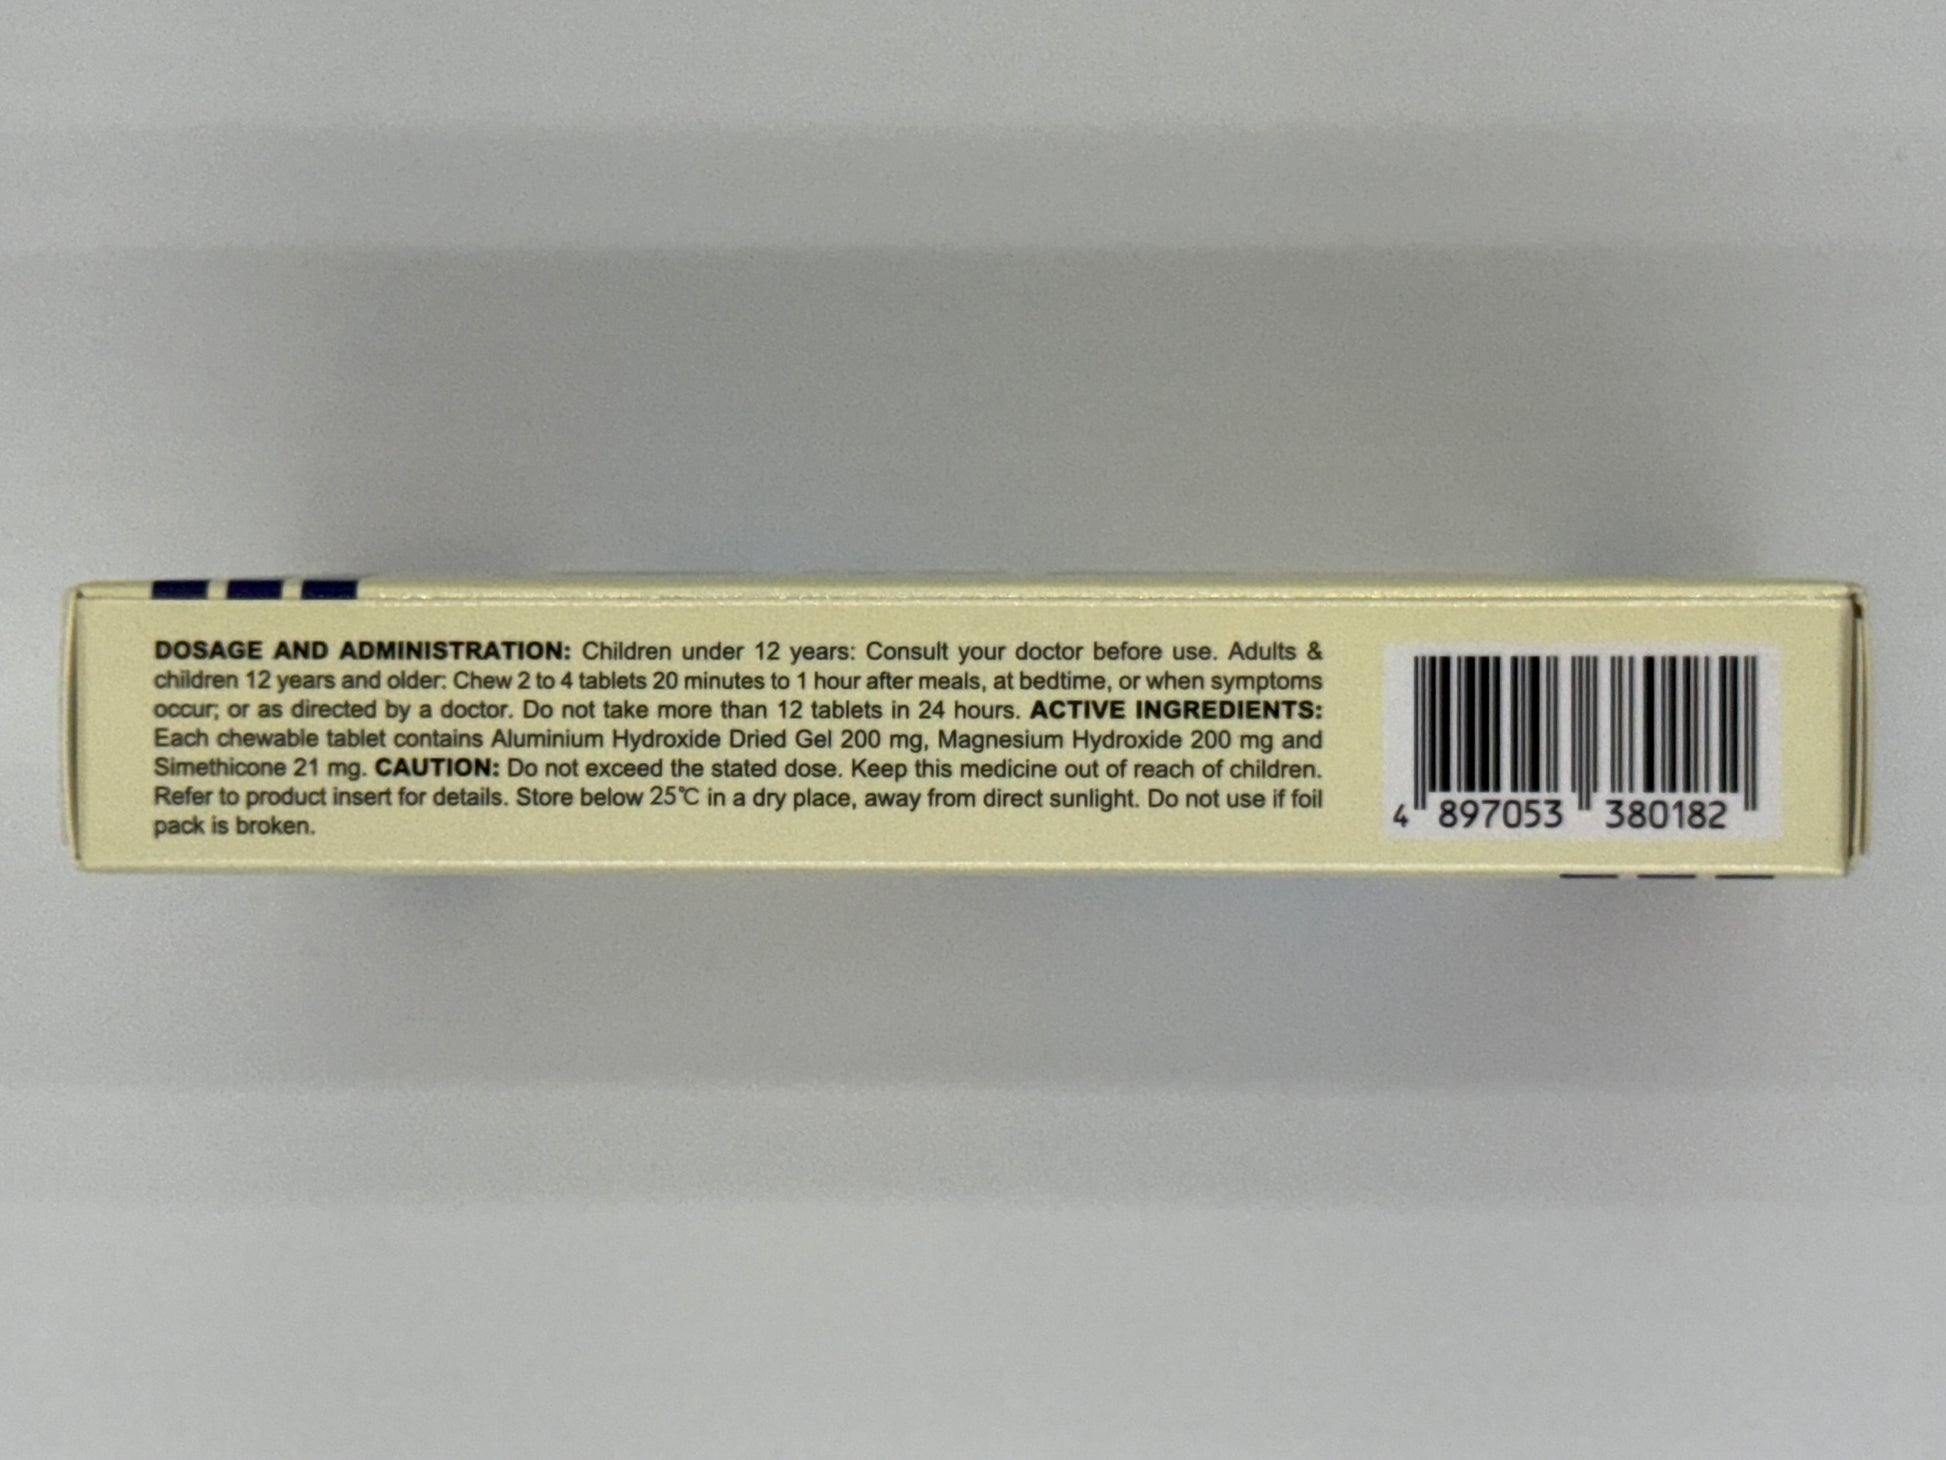 DOSAGE AND ADMINISTRATION: Children under 12 years: Consult your doctor before use. Adults &
children 12 years and older: Chew 2 to 4 tablets 20 minutes to 1 hour after meals, at bedtime, or when symptoms
occur; or as directed by a doctor. Do not take more than 12 tablets in 24 hours. ACTIVE INGREDIENTS:
Each chewable tablet contains Aluminium Hydroxide Dried Gel 200 mg, Magnesium Hydroxide 200 mg and
Simethicone 21 mg. CAUTION: Do not exceed the stated dose. Keep this medicine out of reach of children.
Refer to product insert for details. Store below 25℃ in a dry place, away from direct sunlight. Do not use if foil
pack is broken.
4 897053 380182